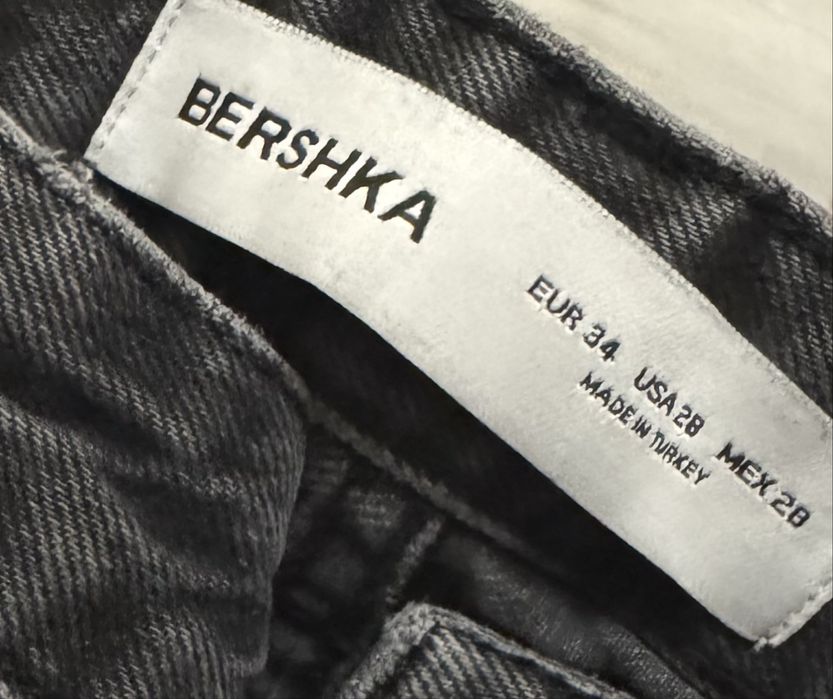 BERSHKA
EUR 34 USA 28 MEX 28
MADE IN TURKEY